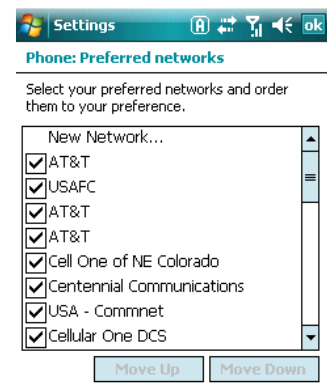 Settings
ok
Phone: Preferred networks
Select your preferred networks and order
them to your preference.
New Network...
AT&T
USAFC
AT&T
AT&T
Cell One of NE Colorado
Centennial Communications
USA - Commnet
Cellular One DCS
Move Up Move Down